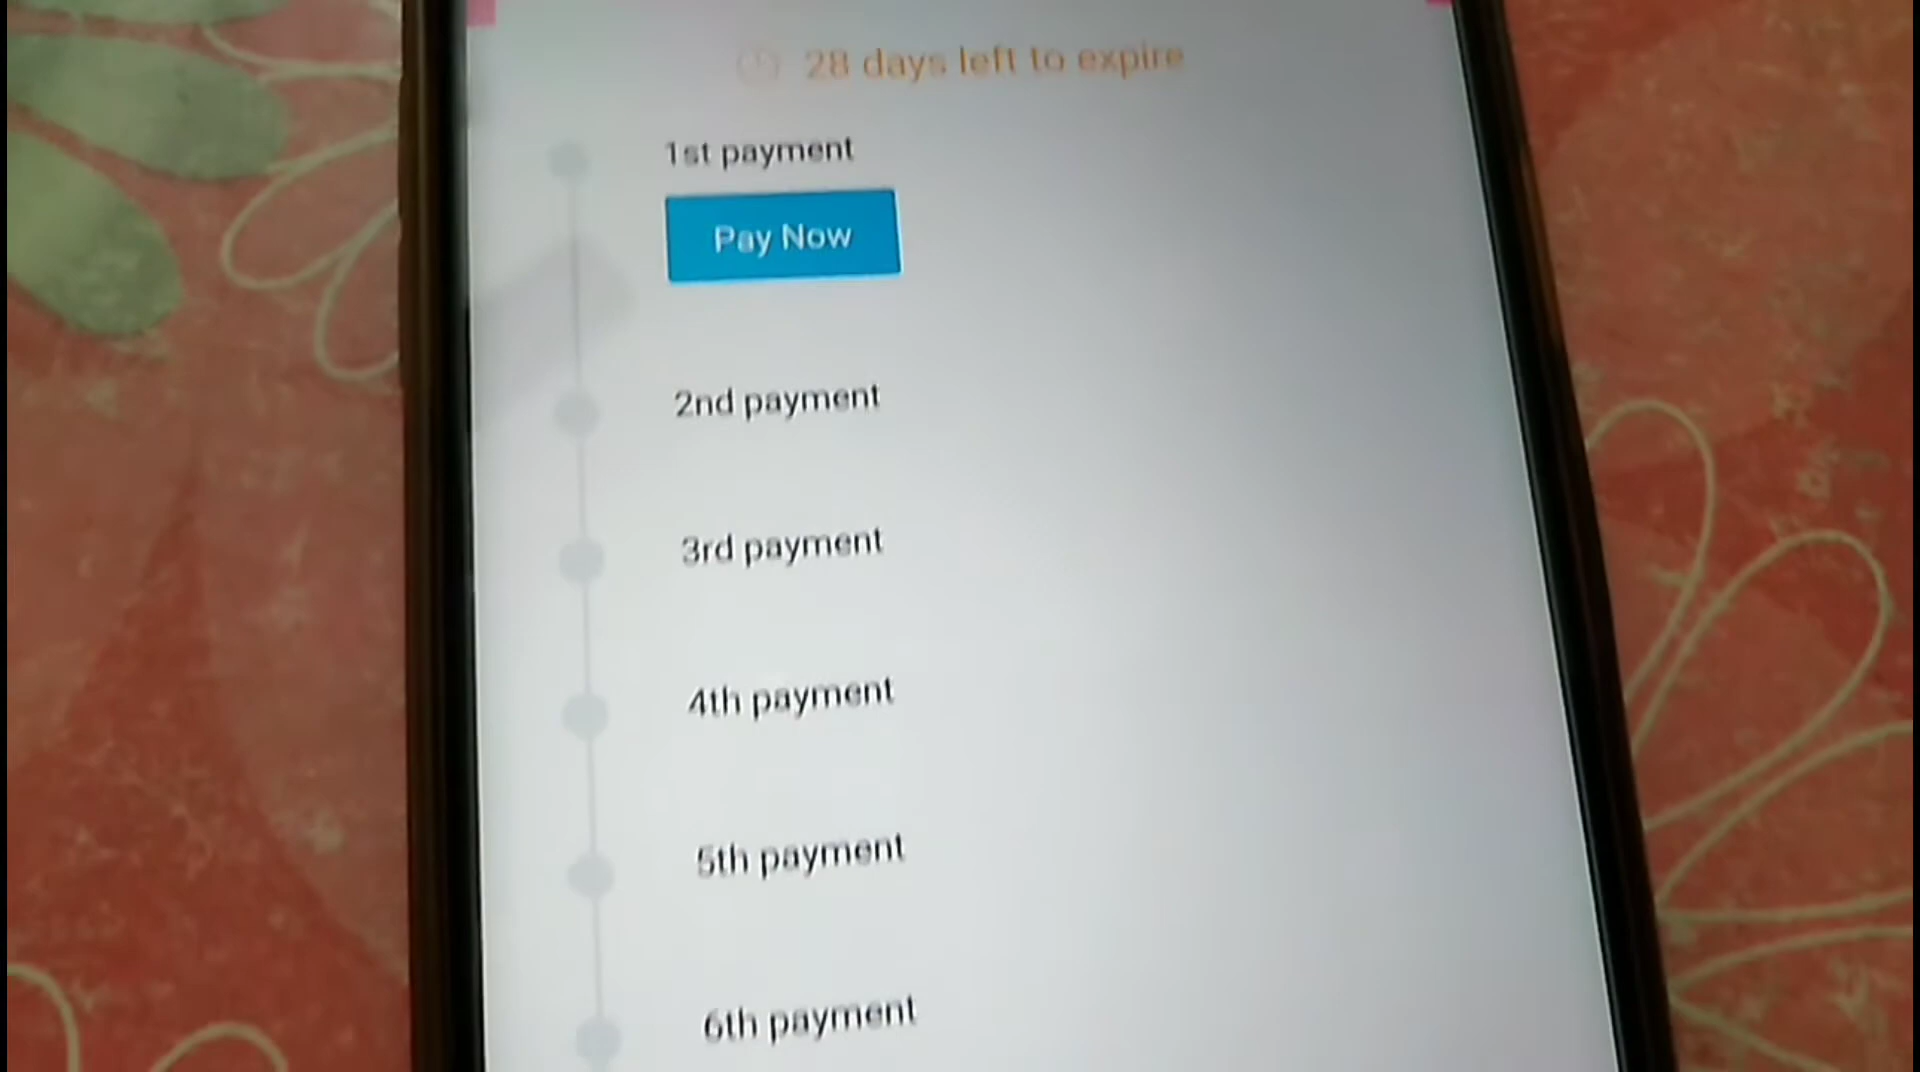 28 days left to expire
1st payment
Pay Now
2nd payment
3rd payment
4th payment
5th payment
6th payment